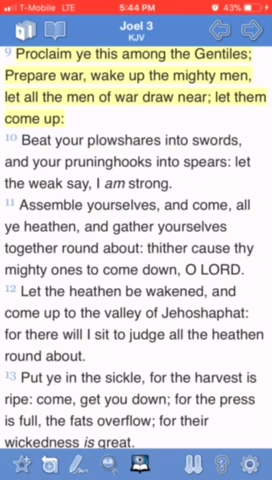 T-Mobile LTE 5:44 PM 43%
Joel 3
KJV
9 Proclaim ye this among the Gentiles;
Prepare war, wake up the mighty men,
let all the men of war draw near; let them
come up:
10 Beat your plowshares into swords,
and your pruninghooks into spears: let
the weak say, I am strong.
11 Assemble yourselves, and come, all
ye heathen, and gather yourselves
together round about: thither cause thy
mighty ones to come down, O LORD.
12 Let the heathen be wakened, and
come up to the valley of Jehoshaphat:
for there will I sit to judge all the heathen
round about.
13 Put ye in the sickle, for the harvest is
ripe: come, get you down; for the press
is full, the fats overflow; for their
wickedness is great.